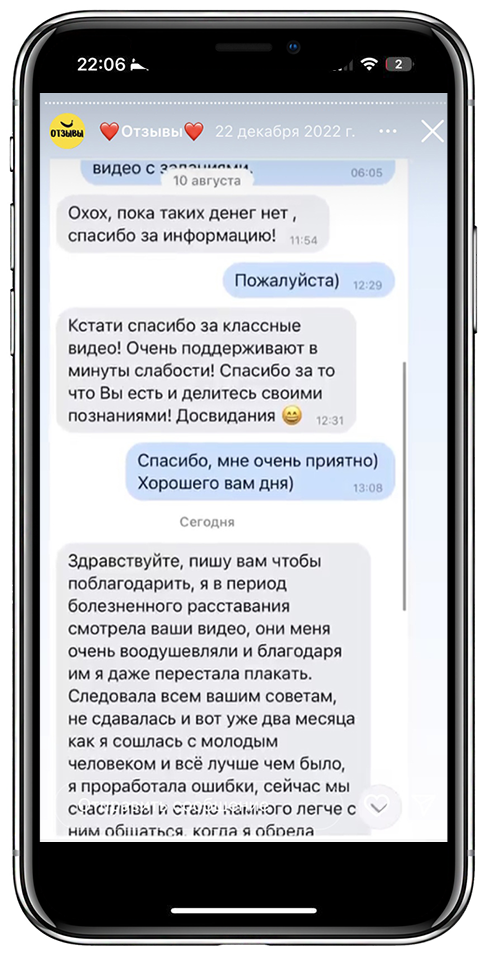 22:06
2
ОТЗЫВЫ
❤️Отзывы❤️ 22 декабря 2022 г.
видео с заданиями. 06:05
10 августа
Охох, пока таких денег нет ,
спасибо за информацию! 11:54
Пожалуйста) 12:29
Кстати спасибо за классные
видео! Очень поддерживают в
минуты слабости! Спасибо за то
что Вы есть и делитесь своими
познаниями! Досвидания 😄 12:31
Спасибо, мне очень приятно)
Хорошего вам дня) 13:08
Сегодня
Здравствуйте, пишу вам чтобы
поблагодарить, я в период
болезненного расставания
смотрела ваши видео, они меня
очень воодушевляли и благодаря
им я даже перестала плакать.
Следовала всем вашим советам,
не сдавалась и вот уже два месяца
как я сошлась с молодым
человеком и всё лучше чем было,
я проработала ошибки, сейчас мы
счастливы и стало намного легче с
ним общаться, когда я обрела